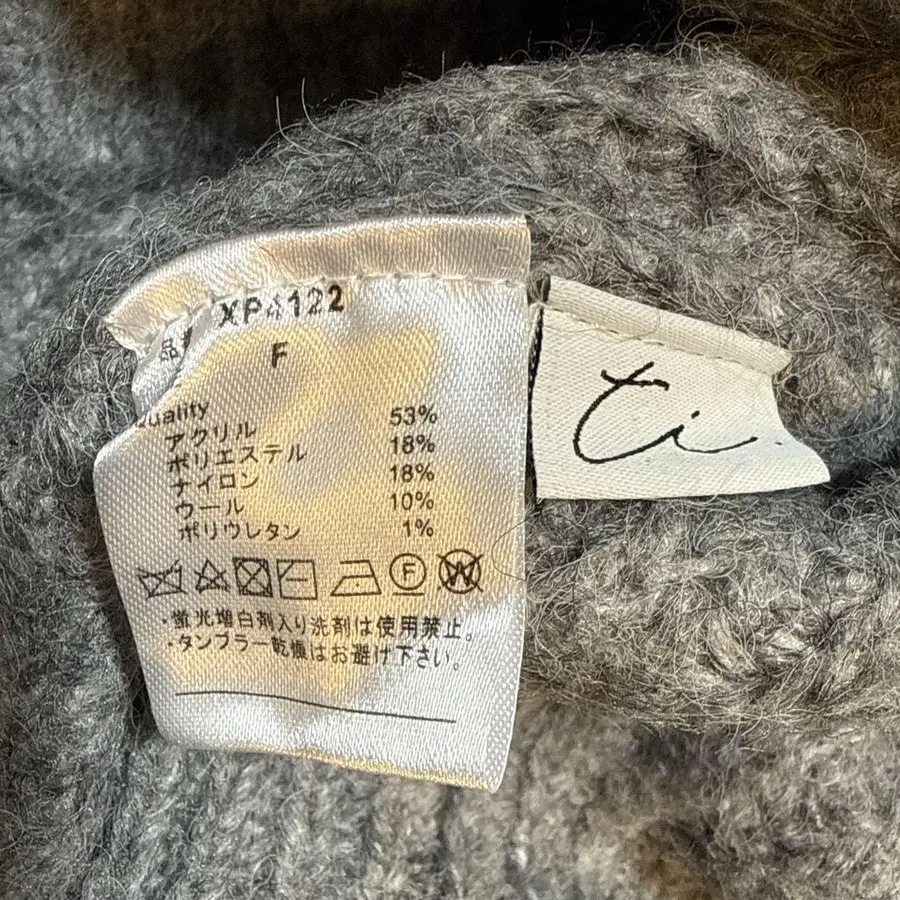 XP4122
F
Quality
アクリル 53%
ポリエステル 18%
ナイロン 18%
ウール 10%
ポリウレタン 1%
F W
・蛍光増白剤入り洗剤は使用禁止。
・タンブラー乾燥はお避け下さい。
ti.